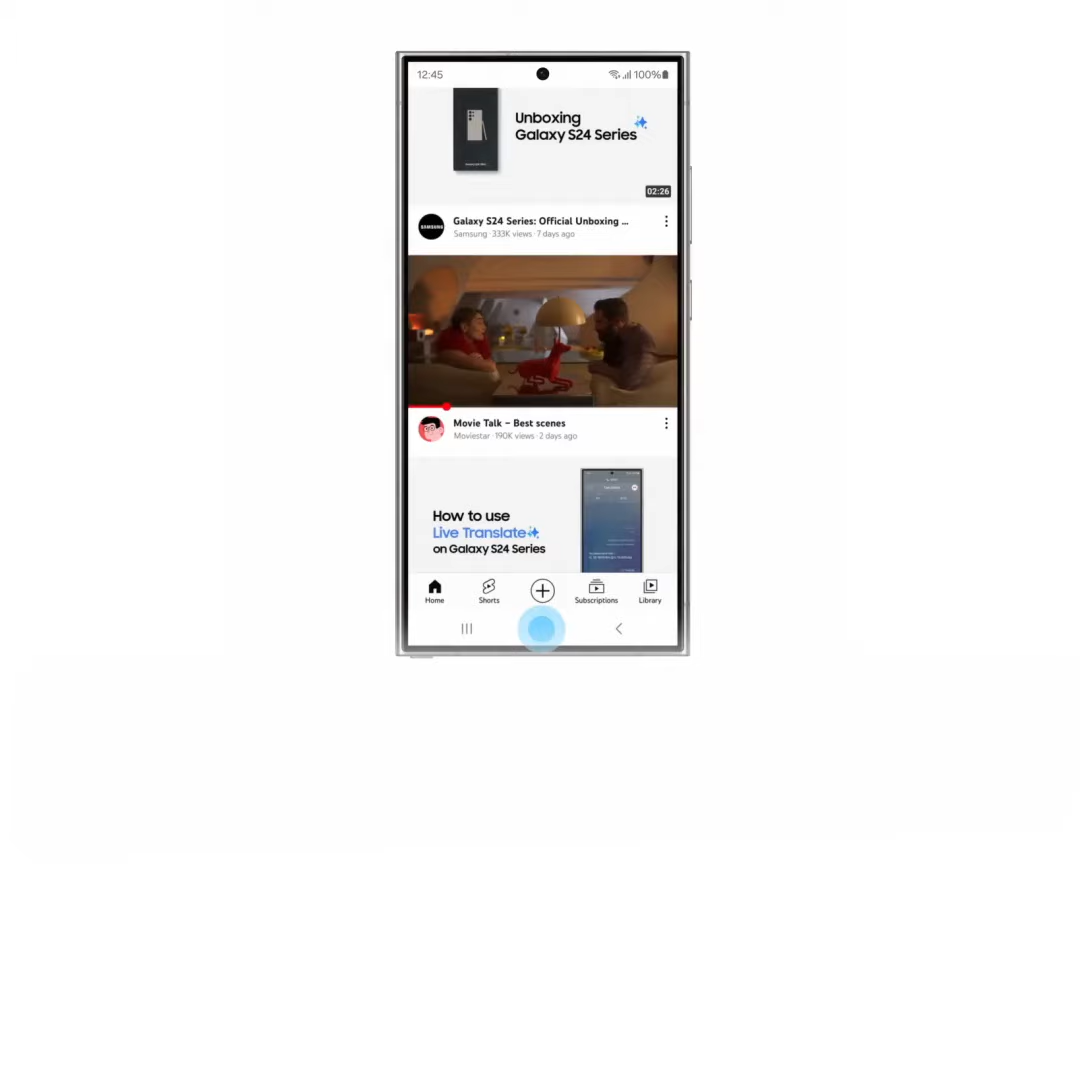 12:45
100%
Unboxing
Galaxy S24 Series
02:26
SAMSUNG
Galaxy S24 Series: Official Unboxing ...
Samsung · 333K views · 7 days ago
Movie Talk – Best scenes
Moviestar · 190K views · 2 days ago
How to use
Live Translate
on Galaxy S24 Series
Home
Shorts
Subscriptions
Library